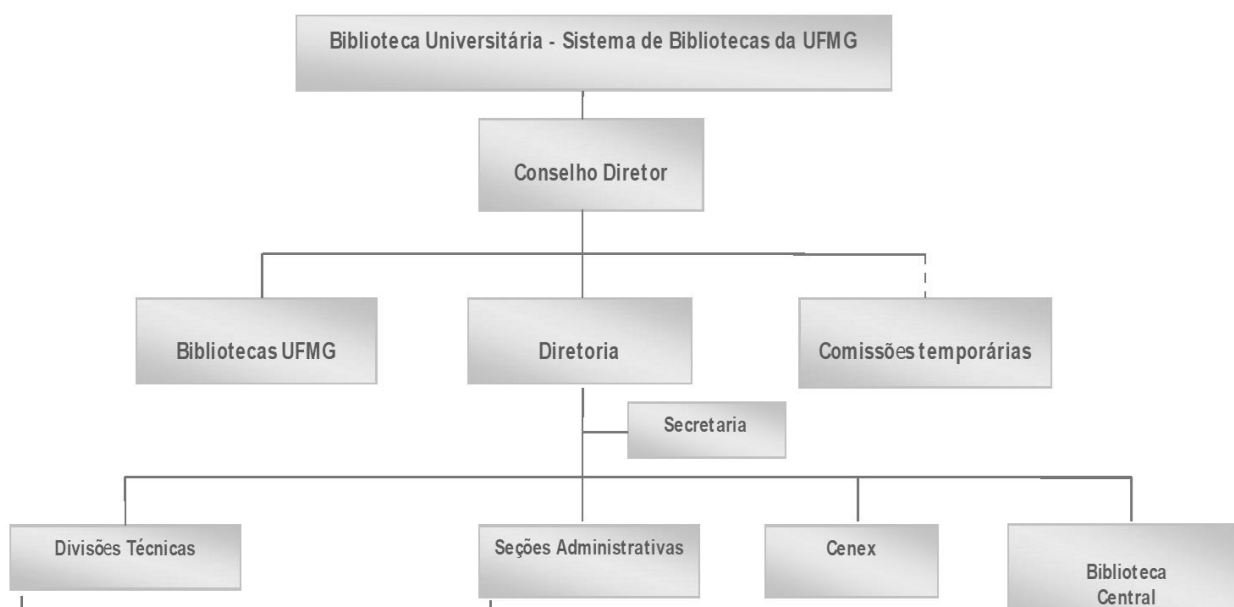 Biblioteca Universitária - Sistema de Bibliotecas da UFMG
Conselho Diretor
Bibliotecas UFMG
Diretoria
Comissões temporárias
Secretaria
Divisões Técnicas
Seções Administrativas
Cenex
Biblioteca
Central